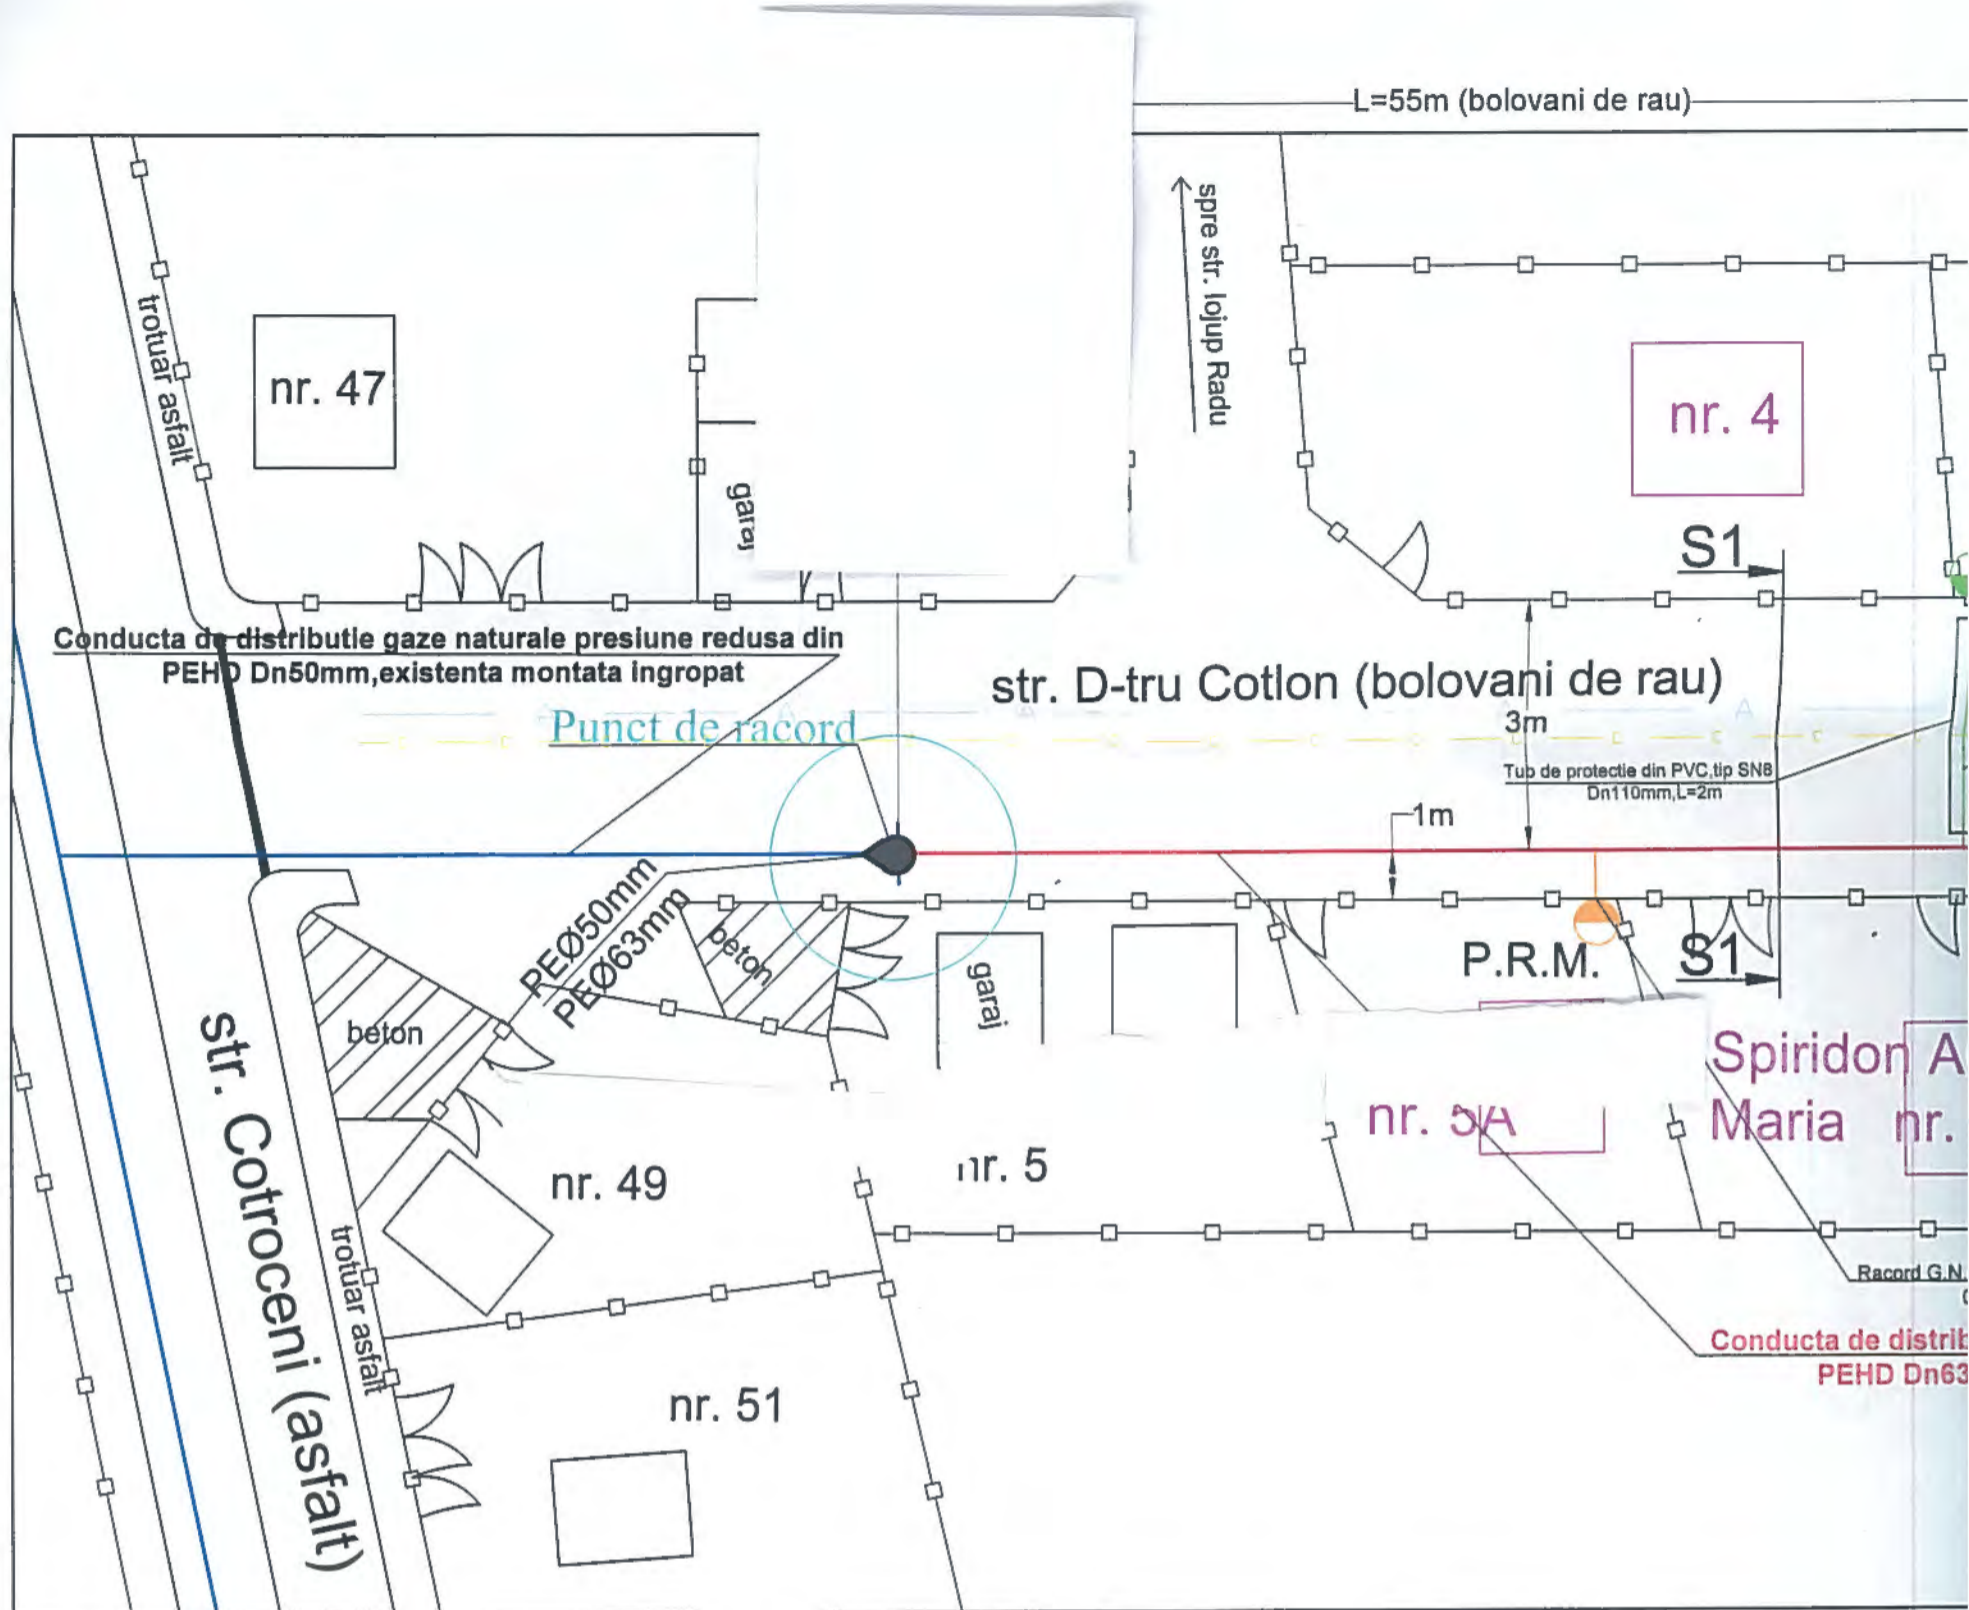 L=55m (bolovani de rau)
spre str. Iojup Radu
trotuar asfalt
nr. 47
nr. 4
garaj
S1
Conducta de distributie gaze naturale presiune redusa din
PEHD Dn50mm,existenta montata ingropat
str. D-tru Cotlon (bolovani de rau)
Punct de racord
3m
A
A
A
A
c
c
c
c
c
c
Tub de protectie din PVC,tip SN8
Dn110mm,L=2m
1m
PEØ50mm
PEØ63mm
beton
beton
garaj
P.R.M.
S1
str. Cotroceni (asfalt)
Spiridon A
Maria nr.
nr. 5A
nr. 49
nr. 5
trotuar asfalt
Racord G.N.
Conducta de distrib
PEHD Dn63
nr. 51